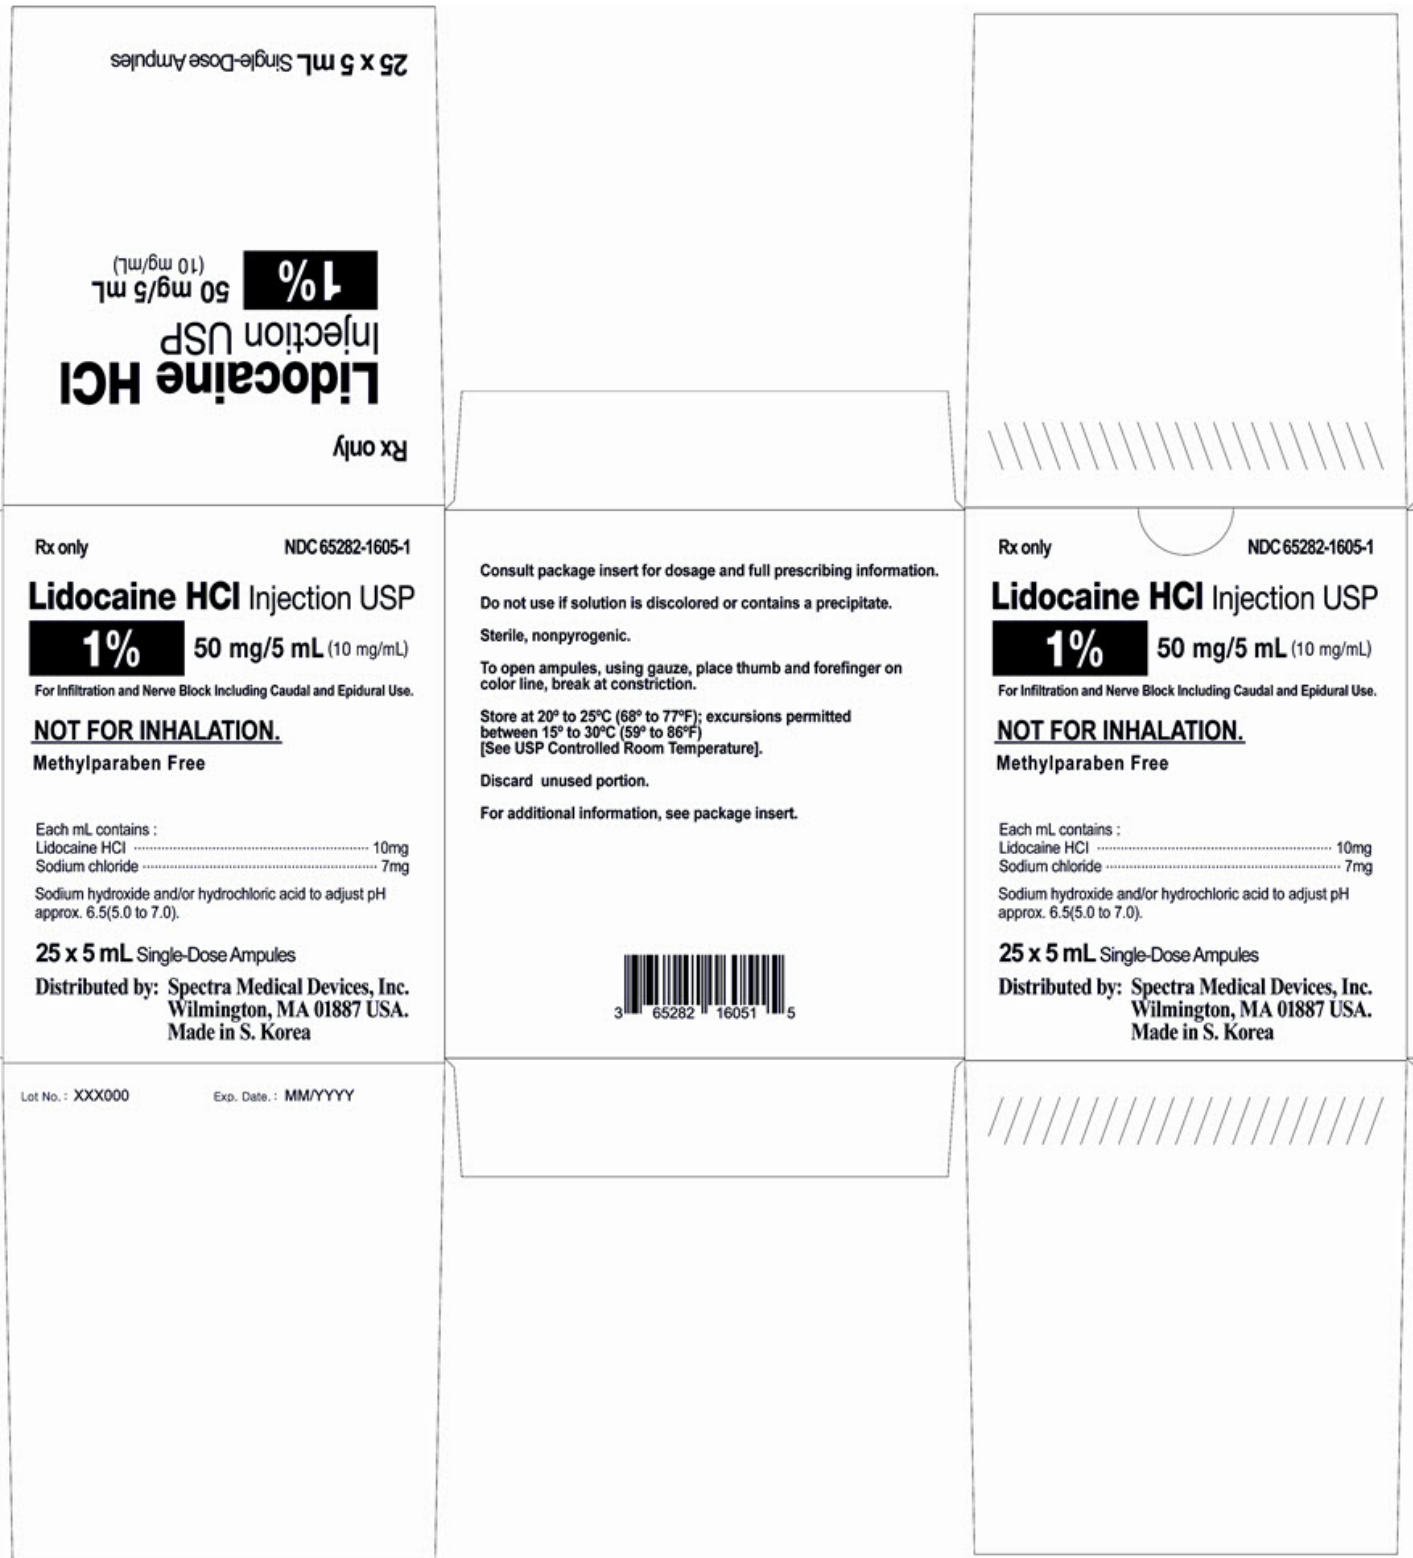 25 x 5 mL Single-Dose Ampules
(10 mg/mL)
1% 50 mg/5 mL
Injection USP
Lidocaine HCl
Rx only
Rx only NDC 65282-1605-1
Lidocaine HCl Injection USP
1% 50 mg/5 mL (10 mg/mL)
For Infiltration and Nerve Block Including Caudal and Epidural Use.
NOT FOR INHALATION.
Methylparaben Free
Each mL contains :
Lidocaine HCl 10mg
Sodium chloride 7mg
Sodium hydroxide and/or hydrochloric acid to adjust pH
approx. 6.5(5.0 to 7.0).
25 x 5 mL Single-Dose Ampules
Distributed by: Spectra Medical Devices, Inc.
Wilmington, MA 01887 USA.
Made in S. Korea
Lot No. : XXX000 Exp. Date. : MM/YYYY
Consult package insert for dosage and full prescribing information.
Do not use if solution is discolored or contains a precipitate.
Sterile, nonpyrogenic.
To open ampules, using gauze, place thumb and forefinger on
color line, break at constriction.
Store at 20º to 25ºC (68º to 77ºF); excursions permitted
between 15º to 30ºC (59º to 86ºF)
[See USP Controlled Room Temperature].
Discard unused portion.
For additional information, see package insert.
3 65282 16051 5
Rx only NDC 65282-1605-1
Lidocaine HCl Injection USP
1% 50 mg/5 mL (10 mg/mL)
For Infiltration and Nerve Block Including Caudal and Epidural Use.
NOT FOR INHALATION.
Methylparaben Free
Each mL contains :
Lidocaine HCl 10mg
Sodium chloride 7mg
Sodium hydroxide and/or hydrochloric acid to adjust pH
approx. 6.5(5.0 to 7.0).
25 x 5 mL Single-Dose Ampules
Distributed by: Spectra Medical Devices, Inc.
Wilmington, MA 01887 USA.
Made in S. Korea